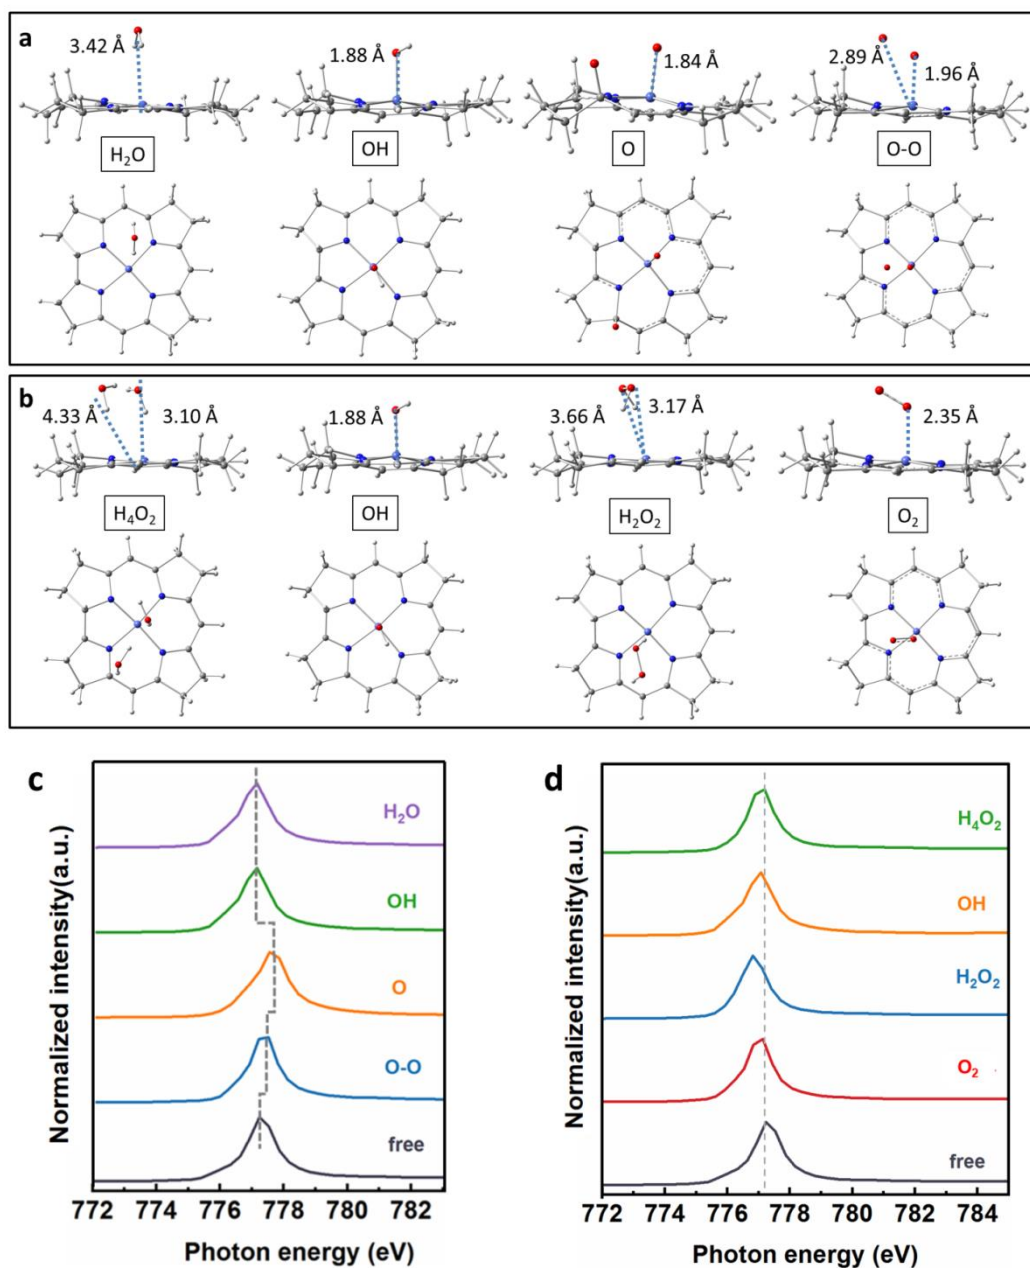 a
3.42 Å
1.88 Å
1.84 Å
2.89 Å
1.96 Å
H₂O
OH
O
O-O
b
4.33 Å
3.10 Å
1.88 Å
3.66 Å
3.17 Å
2.35 Å
H₄O₂
OH
H₂O₂
O₂
c
Normalized intensity(a.u.)
H₂O
OH
O
O-O
free
772 774 776 778 780 782
Photon energy (eV)
d
Normalized intensity(a.u.)
H₄O₂
OH
H₂O₂
O₂
free
772 774 776 778 780 782 784
Photon energy (eV)